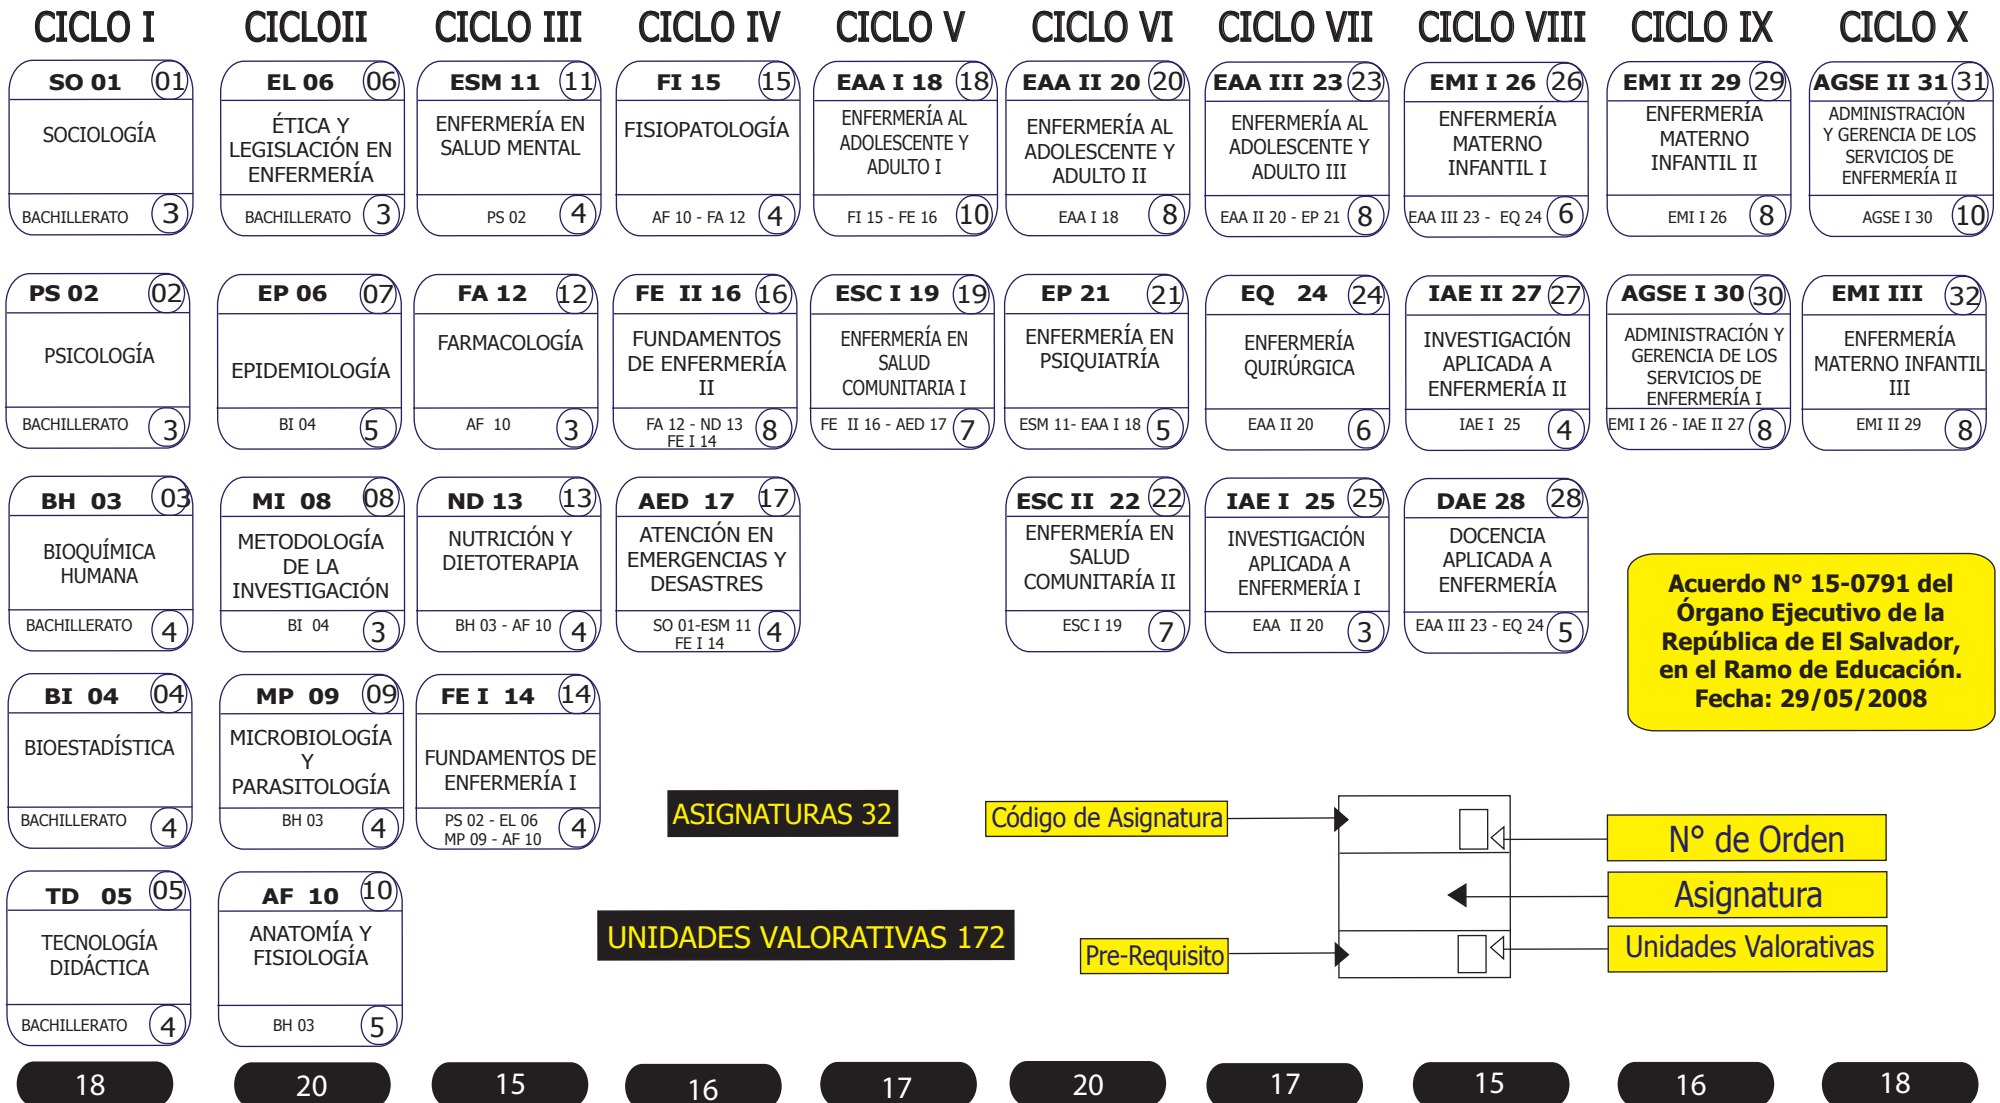 CICLO I
CICLOII
CICLO III
CICLO IV
CICLO V
CICLO VI
CICLO VII
CICLO VIII
CICLO IX
CICLO X
SO 01 01
SOCIOLOGÍA
BACHILLERATO 3
EL 06 06
ÉTICA Y
LEGISLACIÓN EN
ENFERMERÍA
BACHILLERATO 3
ESM 11 11
ENFERMERÍA EN
SALUD MENTAL
PS 02 4
FI 15 15
FISIOPATOLOGÍA
AF 10 - FA 12 4
EAA I 18 18
ENFERMERÍA AL
ADOLESCENTE Y
ADULTO I
FI 15 - FE 16 10
EAA II 20 20
ENFERMERÍA AL
ADOLESCENTE Y
ADULTO II
EAA I 18 8
EAA III 23 23
ENFERMERÍA AL
ADOLESCENTE Y
ADULTO III
EAA II 20 - EP 21 8
EMI I 26 26
ENFERMERÍA
MATERNO
INFANTIL I
EAA III 23 - EQ 24 6
EMI II 29 29
ENFERMERÍA
MATERNO
INFANTIL II
EMI I 26 8
AGSE II 31 31
ADMINISTRACIÓN
Y GERENCIA DE LOS
SERVICIOS DE
ENFERMERÍA II
AGSE I 30 10
PS 02 02
PSICOLOGÍA
BACHILLERATO 3
EP 06 07
EPIDEMIOLOGÍA
BI 04 5
FA 12 12
FARMACOLOGÍA
AF 10 3
FE II 16 16
FUNDAMENTOS
DE ENFERMERÍA
II
FA 12 - ND 13
FE I 14 8
ESC I 19 19
ENFERMERÍA EN
SALUD
COMUNITARIA I
FE II 16 - AED 17 7
EP 21 21
ENFERMERÍA EN
PSIQUIATRÍA
ESM 11- EAA I 18 5
EQ 24 24
ENFERMERÍA
QUIRÚRGICA
EAA II 20 6
IAE II 27 27
INVESTIGACIÓN
APLICADA A
ENFERMERÍA II
IAE I 25 4
AGSE I 30 30
ADMINISTRACIÓN Y
GERENCIA DE LOS
SERVICIOS DE
ENFERMERÍA I
EMI I 26 - IAE II 27 8
EMI III 32
ENFERMERÍA
MATERNO INFANTIL
III
EMI II 29 8
BH 03 03
BIOQUÍMICA
HUMANA
BACHILLERATO 4
MI 08 08
METODOLOGÍA
DE LA
INVESTIGACIÓN
BI 04 3
ND 13 13
NUTRICIÓN Y
DIETOTERAPIA
BH 03 - AF 10 4
AED 17 17
ATENCIÓN EN
EMERGENCIAS Y
DESASTRES
SO 01-ESM 11
FE I 14 4
ESC II 22 22
ENFERMERÍA EN
SALUD
COMUNITARÍA II
ESC I 19 7
IAE I 25 25
INVESTIGACIÓN
APLICADA A
ENFERMERÍA I
EAA II 20 3
DAE 28 28
DOCENCIA
APLICADA A
ENFERMERÍA
EAA III 23 - EQ 24 5
Acuerdo N° 15-0791 del
Órgano Ejecutivo de la
República de El Salvador,
en el Ramo de Educación.
Fecha: 29/05/2008
BI 04 04
BIOESTADÍSTICA
BACHILLERATO 4
MP 09 09
MICROBIOLOGÍA
Y
PARASITOLOGÍA
BH 03 4
FE I 14 14
FUNDAMENTOS DE
ENFERMERÍA I
PS 02 - EL 06
MP 09 - AF 10 4
TD 05 05
TECNOLOGÍA
DIDÁCTICA
BACHILLERATO 4
AF 10 10
ANATOMÍA Y
FISIOLOGÍA
BH 03 5
ASIGNATURAS 32
UNIDADES VALORATIVAS 172
Código de Asignatura
Pre-Requisito
N° de Orden
Asignatura
Unidades Valorativas
18
20
15
16
17
20
17
15
16
18